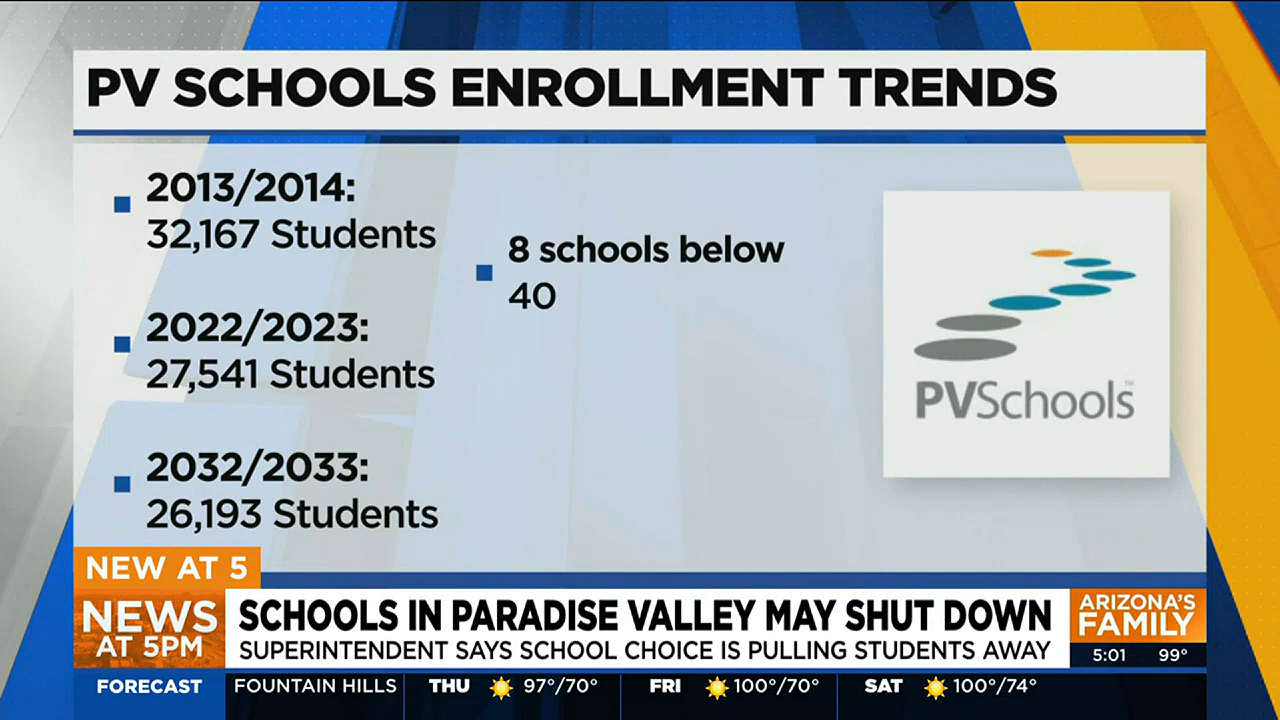 PV SCHOOLS ENROLLMENT TRENDS
2013/2014:
32,167 Students
2022/2023:
27,541 Students
2032/2033:
26,193 Students
8 schools below
40
PVSchools™
NEW AT 5
NEWS
AT 5PM
SCHOOLS IN PARADISE VALLEY MAY SHUT DOWN
SUPERINTENDENT SAYS SCHOOL CHOICE IS PULLING STUDENTS AWAY
ARIZONA'S
FAMILY
5:01 99°
FORECAST FOUNTAIN HILLS THU 97°/70° FRI 100°/70° SAT 100°/74°